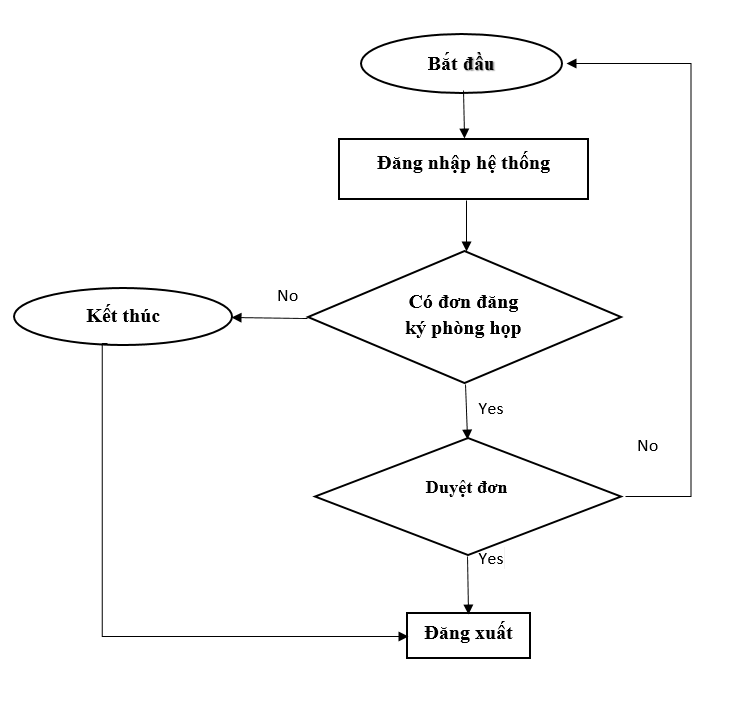 Bắt đầu
Đăng nhập hệ thống
No
Có đơn đăng
ký phòng họp
Kết thúc
Yes
No
Duyệt đơn
Yes
Đăng xuất